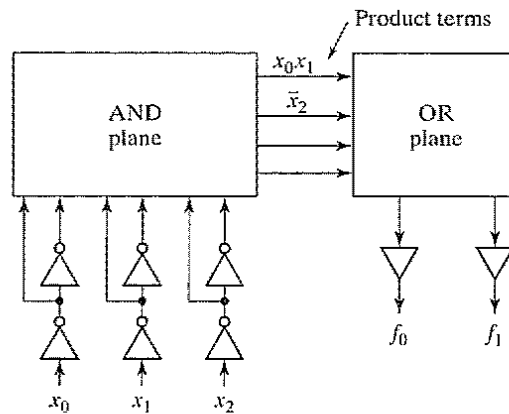 Product terms
x₀x₁
x̄₂
AND
plane
OR
plane
f₀
f₁
x₀
x₁
x₂